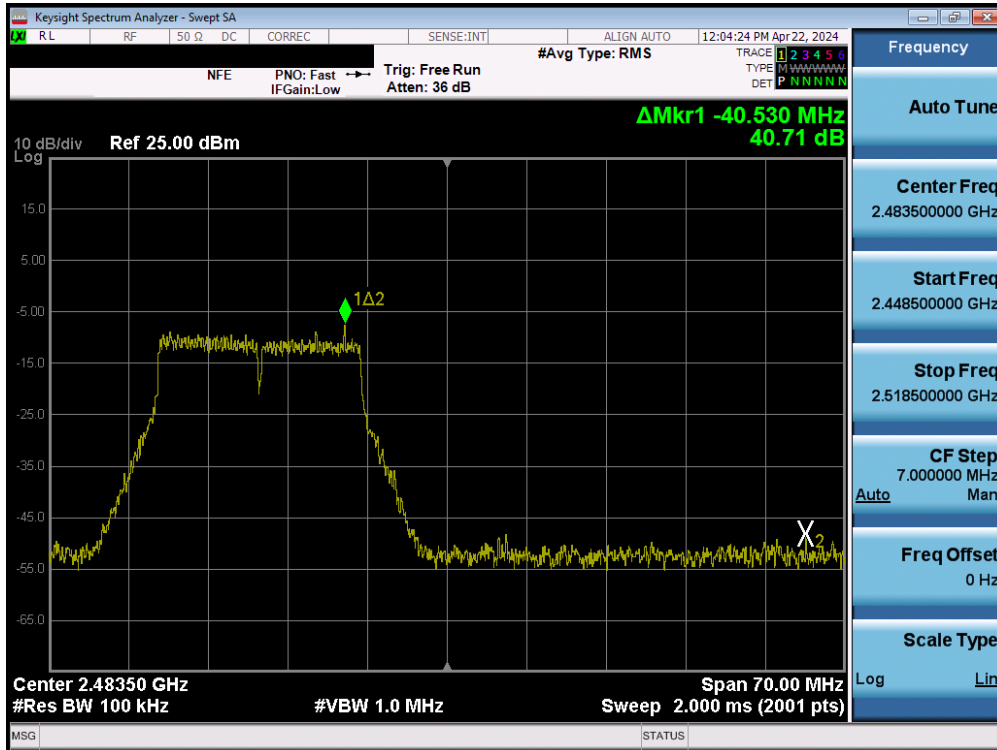 Keysight Spectrum Analyzer - Swept SA
LXI RL RF 50 Ω DC CORREC SENSE:INT ALIGN AUTO 12:04:24 PM Apr 22, 2024
NFE PNO: Fast Trig: Free Run #Avg Type: RMS TRACE 1 2 3 4 5 6
IFGain:Low Atten: 36 dB TYPE M WWWWW
DET P N N N N N
ΔMkr1 -40.530 MHz
40.71 dB
10 dB/div Ref 25.00 dBm
Log
15.0
5.00
-5.00
-15.0
-25.0
-35.0
-45.0
-55.0
-65.0
1Δ2
X2
Center 2.48350 GHz Span 70.00 MHz
#Res BW 100 kHz #VBW 1.0 MHz Sweep 2.000 ms (2001 pts)
MSG STATUS
Frequency
Auto Tune
Center Freq
2.483500000 GHz
Start Freq
2.448500000 GHz
Stop Freq
2.518500000 GHz
CF Step
7.000000 MHz
Auto Man
Freq Offset
0 Hz
Scale Type
Log Lin